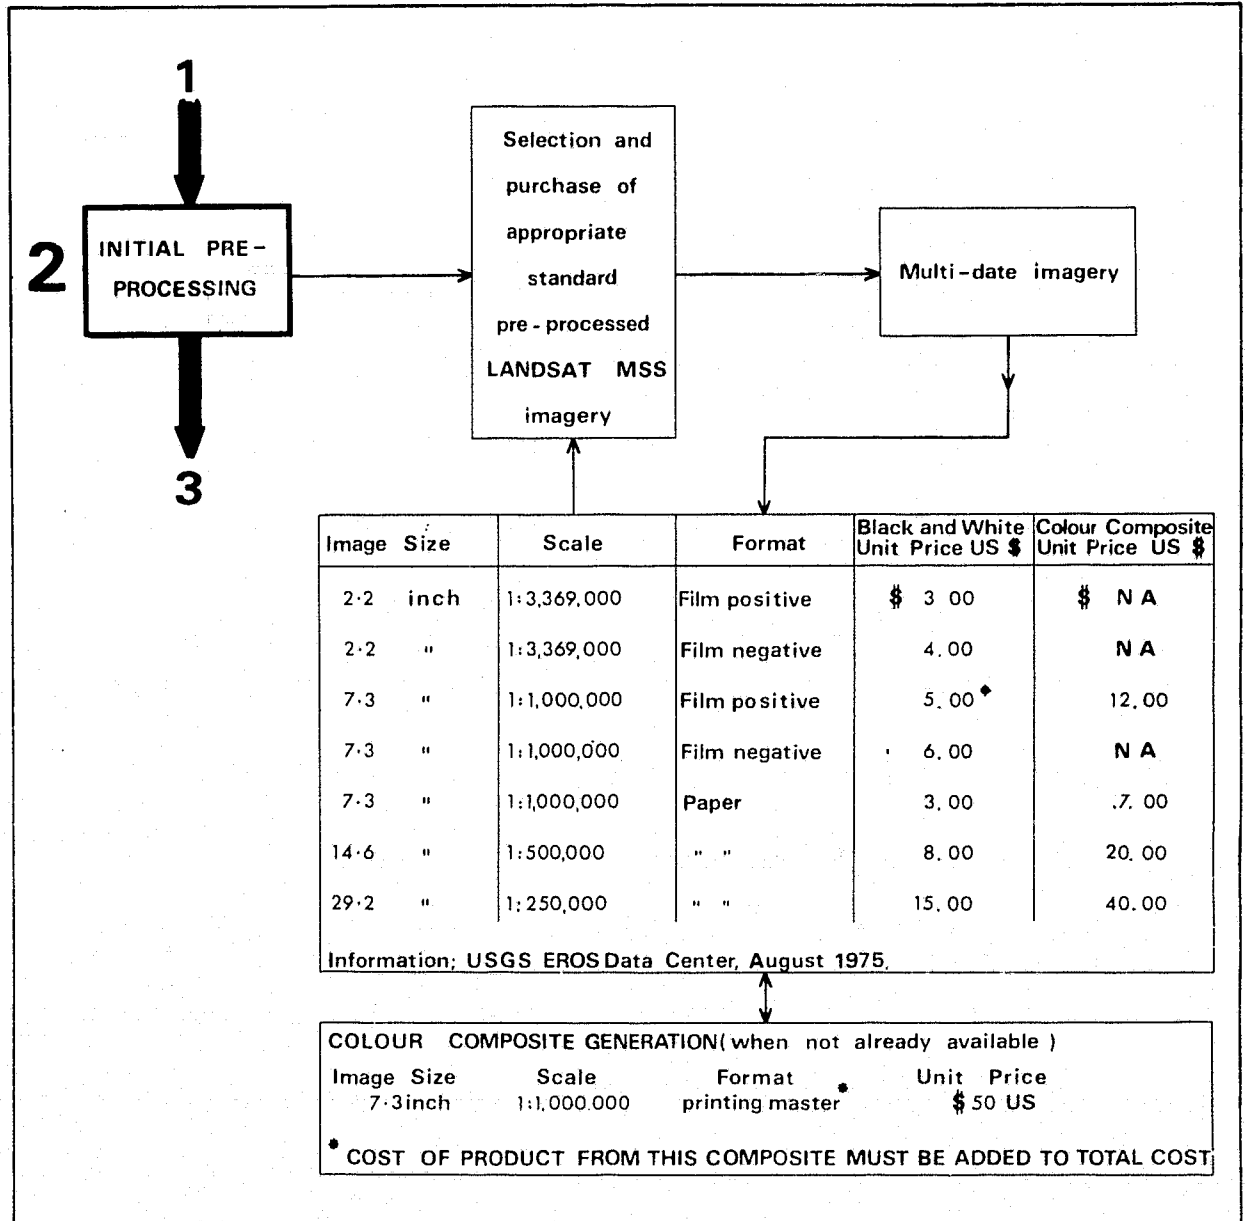 1
2
INITIAL PRE-
PROCESSING
3
Selection and
purchase of
appropriate
standard
pre-processed
LANDSAT MSS
imagery
Multi-date imagery
Image Size Scale Format Black and White Unit Price US $ Colour Composite Unit Price US $
2·2 inch 1:3,369,000 Film positive $ 3 00 $ NA
2·2 " 1:3,369,000 Film negative 4.00 NA
7·3 " 1:1,000,000 Film positive 5.00* 12.00
7·3 " 1:1,000,000 Film negative 6.00 NA
7·3 " 1:1,000,000 Paper 3.00 7.00
14·6 " 1:500,000 " " 8.00 20.00
29·2 " 1:250,000 " " 15.00 40.00
Information; USGS EROS Data Center, August 1975.
COLOUR COMPOSITE GENERATION (when not already available)
Image Size Scale Format Unit Price
7·3 inch 1:1,000.000 printing master* $ 50 US
* COST OF PRODUCT FROM THIS COMPOSITE MUST BE ADDED TO TOTAL COST